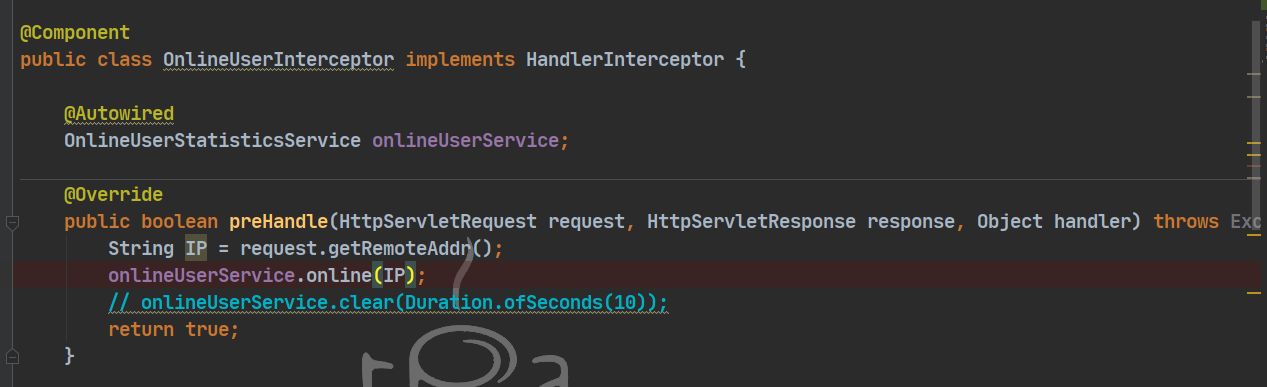 @Component
public class OnlineUserInterceptor implements HandlerInterceptor {
@Autowired
OnlineUserStatisticsService onlineUserService;
@Override
public boolean preHandle(HttpServletRequest request, HttpServletResponse response, Object handler) throws Exc
String IP = request.getRemoteAddr();
onlineUserService.online(IP);
// onlineUserService.clear(Duration.ofSeconds(10));
return true;
}